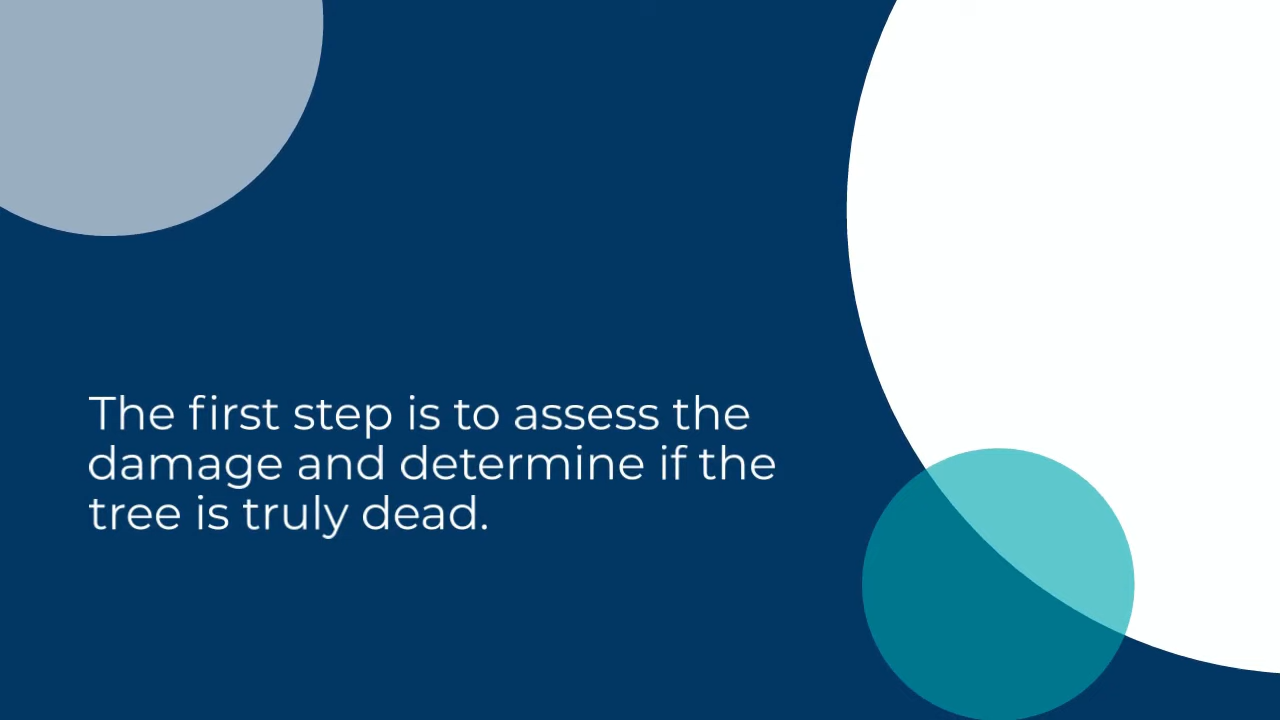 The first step is to assess the
damage and determine if the
tree is truly dead.